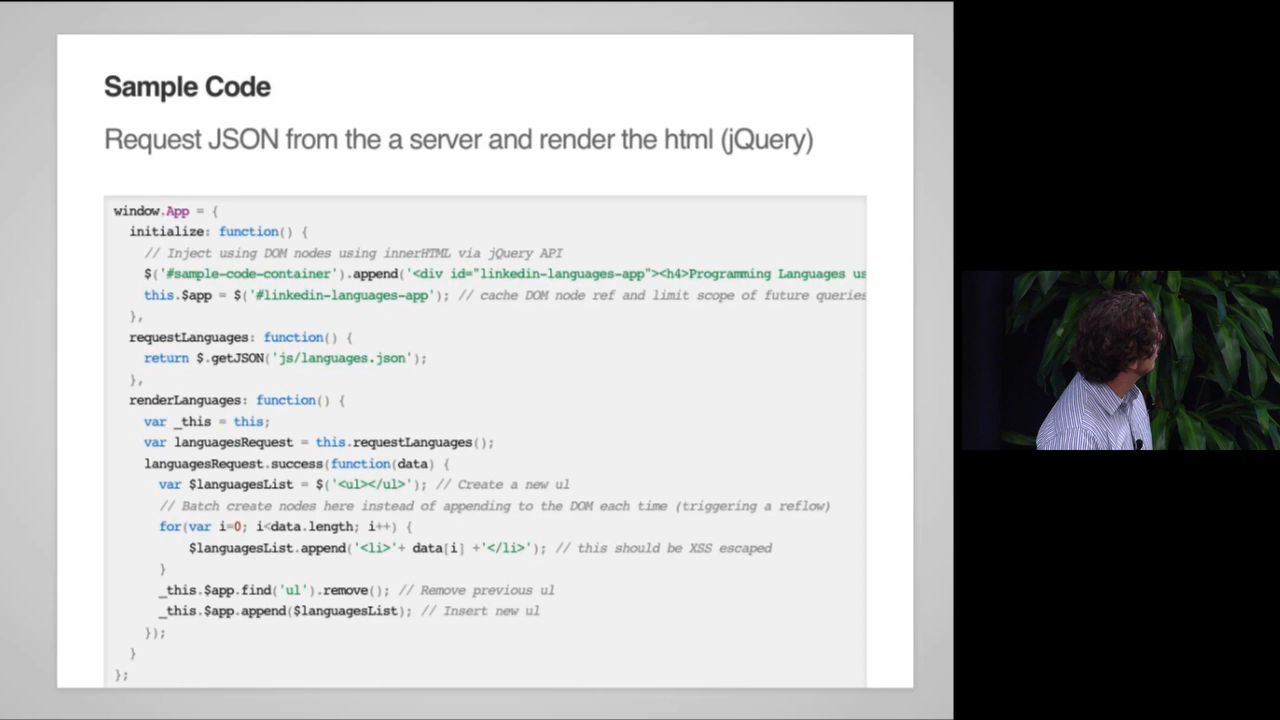 Sample Code
Request JSON from the a server and render the html (jQuery)
window.App = {
  initialize: function() {
    // Inject using DOM nodes using innerHTML via jQuery API
    $('#sample-code-container').append('<div id="linkedin-languages-app"><h4>Programming Languages us
    this.$app = $('#linkedin-languages-app'); // cache DOM node ref and limit scope of future queries
  },
  requestLanguages: function() {
    return $.getJSON('js/languages.json');
  },
  renderLanguages: function() {
    var _this = this;
    var languagesRequest = this.requestLanguages();
    languagesRequest.success(function(data) {
      var $languagesList = $('<ul></ul>'); // Create a new ul
      // Batch create nodes here instead of appending to the DOM each time (triggering a reflow)
      for(var i=0; i<data.length; i++) {
          $languagesList.append('<li>'+ data[i] +'</li>'); // this should be XSS escaped
      }
      _this.$app.find('ul').remove(); // Remove previous ul
      _this.$app.append($languagesList); // Insert new ul
    });
  }
};